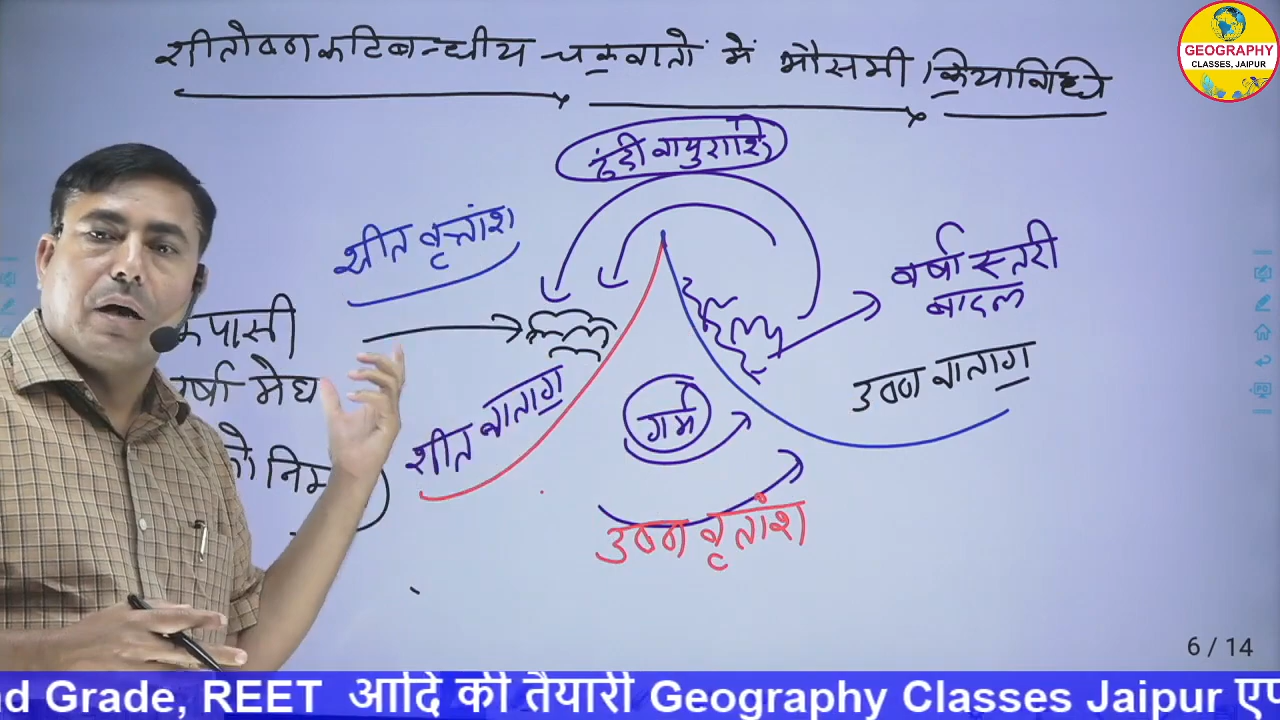 शीतोष्ण कटिबन्धीय चक्रवातों में मौसमी क्रियाविधि
GEOGRAPHY
CLASSES, JAIPUR
ठंडी वायुराशि
शीत वृत्तांश
वर्षा स्तरी
बादल
कपासी
वर्षा मेघ
उष्ण वाताग्र
गर्म
शीत वाताग्र
उष्ण वृतांश
6 / 14
Grade, REET आदि की तैयारी Geography Classes Jaipur